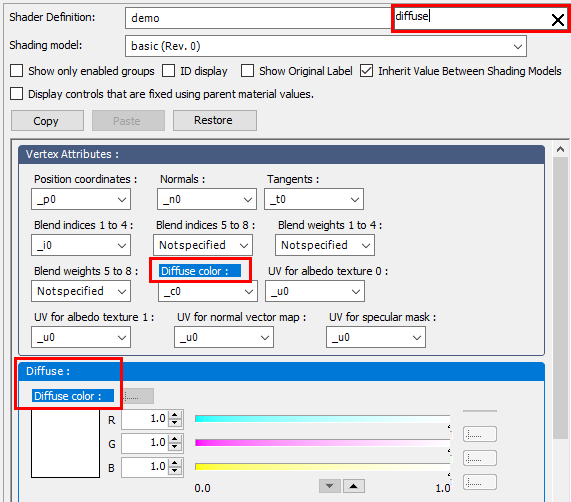 Shader Definition: demo diffuse
Shading model: basic (Rev. 0)
Show only enabled groups ID display Show Original Label Inherit Value Between Shading Models
Display controls that are fixed using parent material values.
Copy Paste Restore
Vertex Attributes :
Position coordinates : Normals : Tangents :
_p0 _n0 _t0
Blend indices 1 to 4 : Blend indices 5 to 8 : Blend weights 1 to 4 :
_i0 Notspecified Notspecified
Blend weights 5 to 8 : Diffuse color : UV for albedo texture 0 :
Notspecified _c0 _u0
UV for albedo texture 1 : UV for normal vector map : UV for specular mask :
_u0 _u0 _u0
Diffuse :
Diffuse color :
R 1.0
G 1.0
B 1.0
0.0 1.0